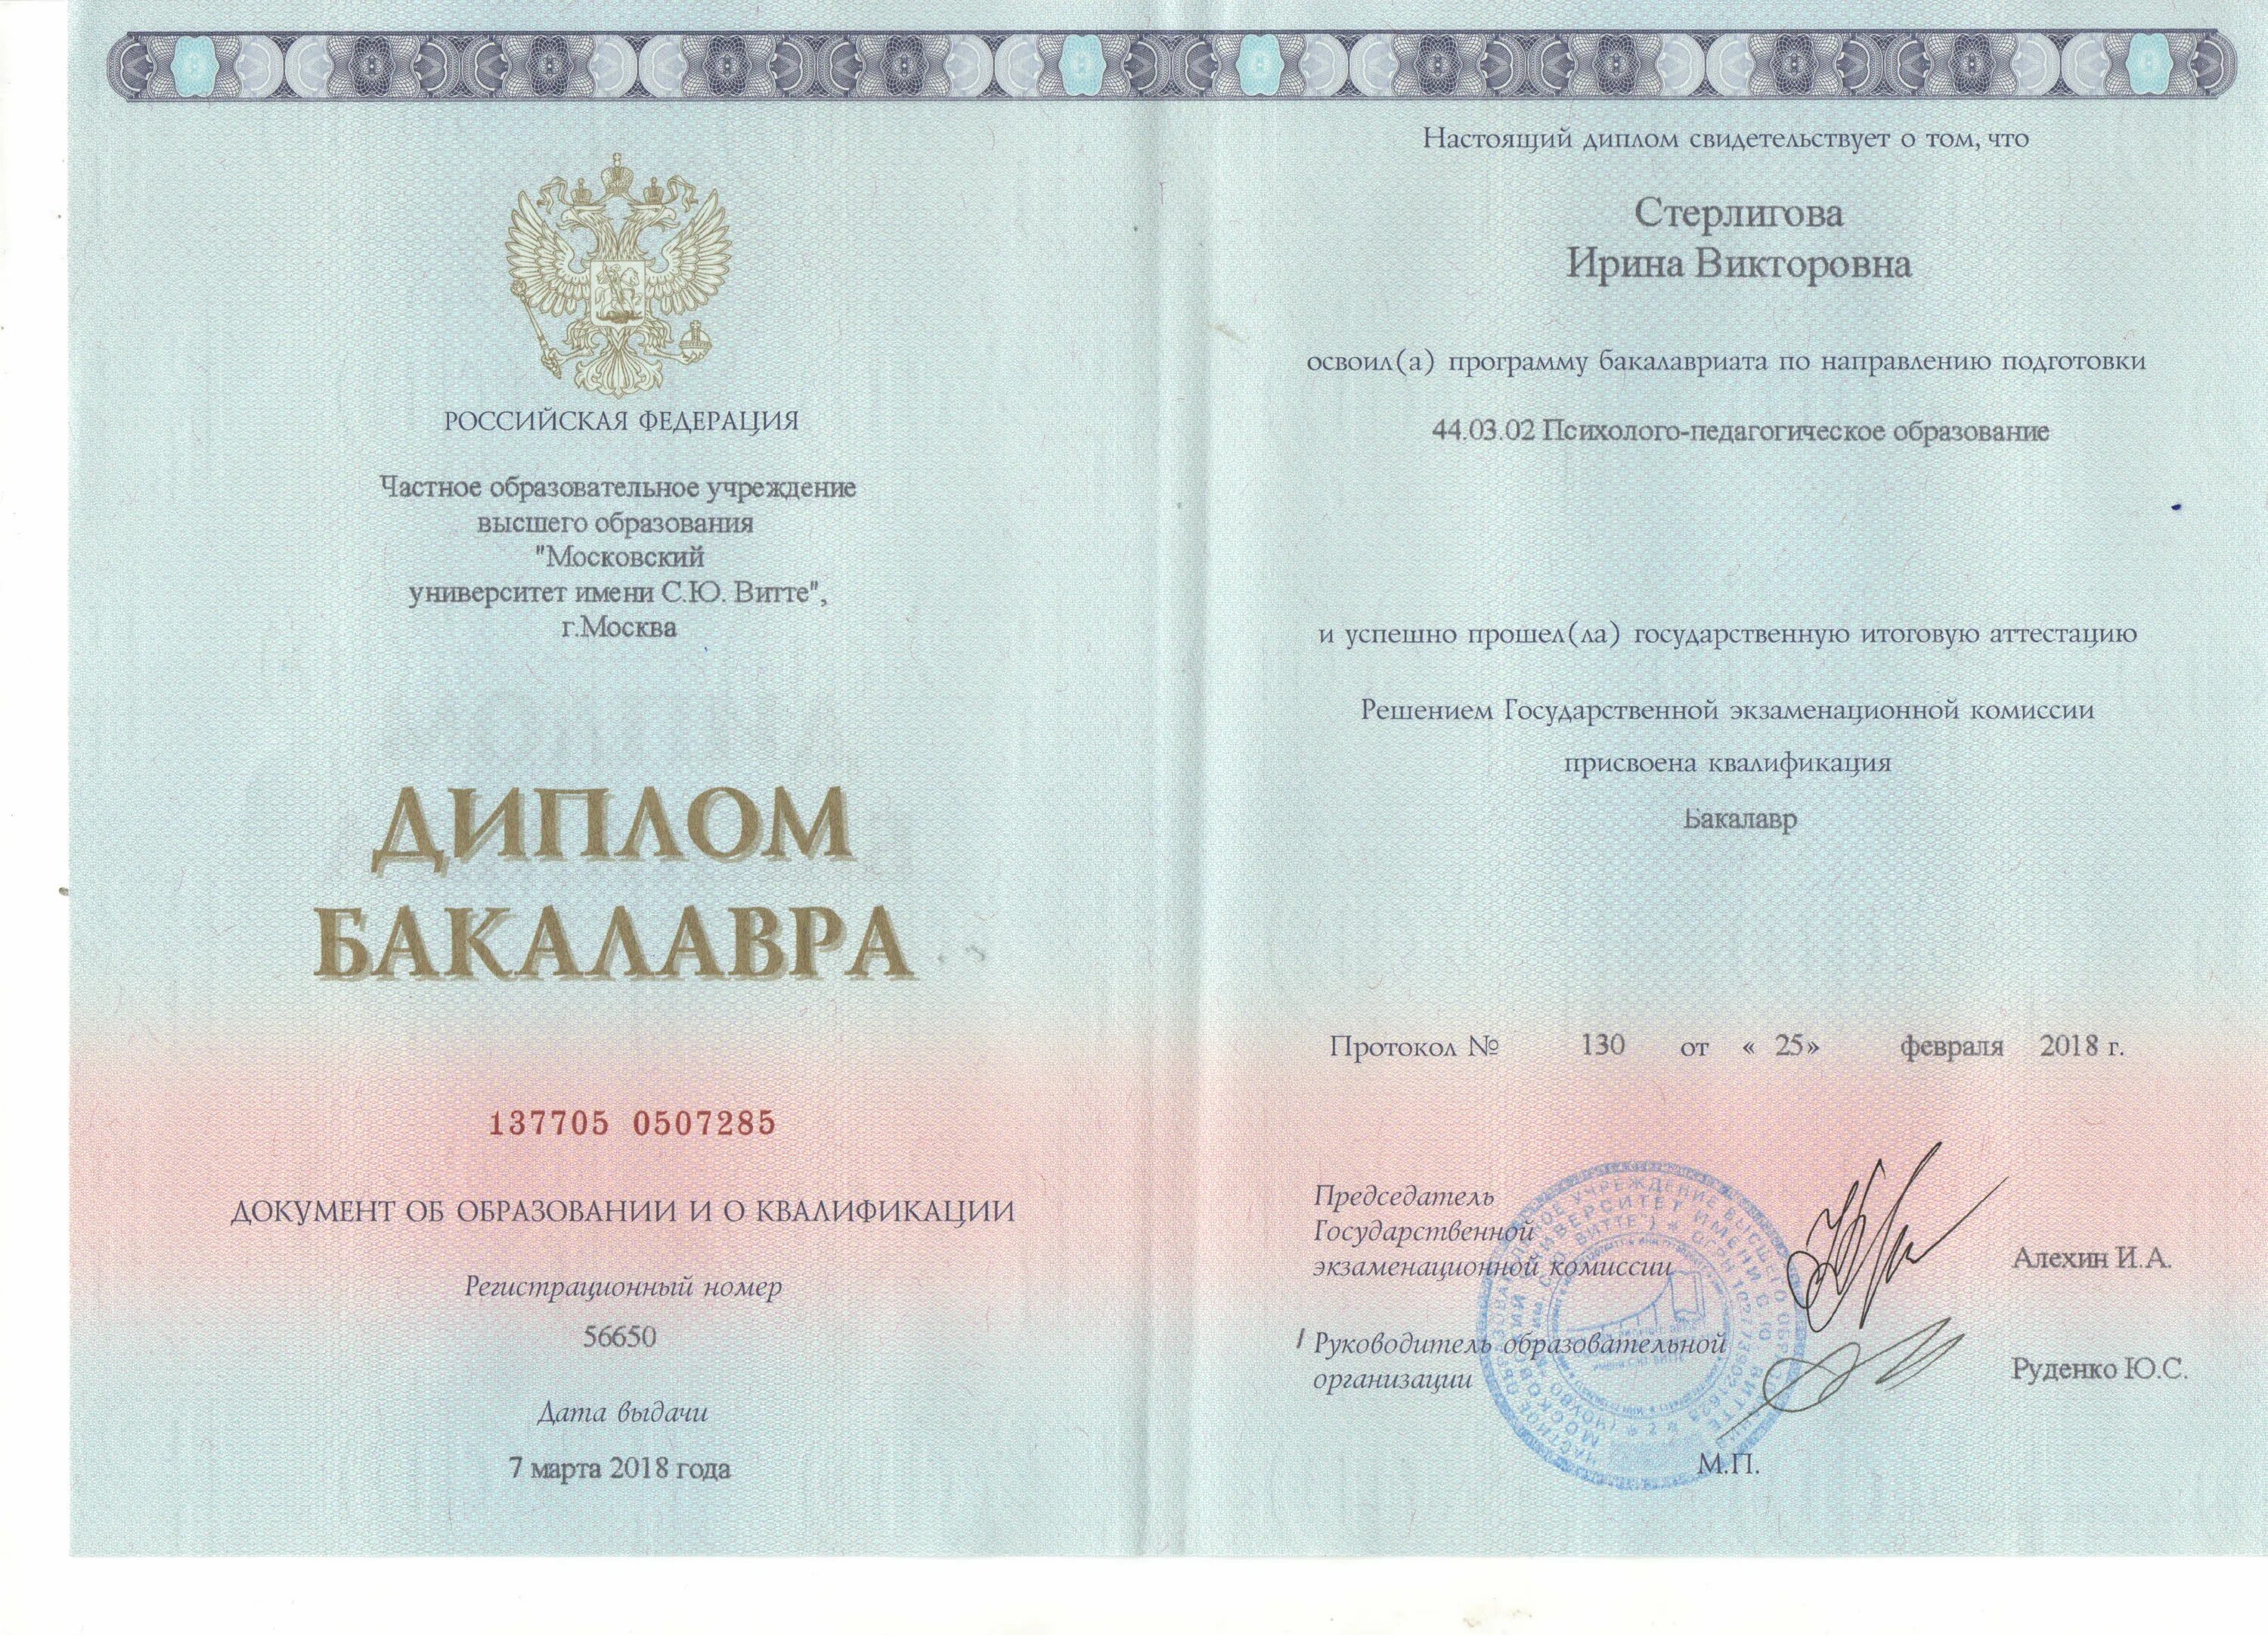 РОССИЙСКАЯ ФЕДЕРАЦИЯ
Частное образовательное учреждение
высшего образования
"Московский
университет имени С.Ю. Витте",
г.Москва
ДИПЛОМ
БАКАЛАВРА
137705 0507285
ДОКУМЕНТ ОБ ОБРАЗОВАНИИ И О КВАЛИФИКАЦИИ
Регистрационный номер
56650
Дата выдачи
7 марта 2018 года
Настоящий диплом свидетельствует о том, что
Стерлигова
Ирина Викторовна
освоил(а) программу бакалавриата по направлению подготовки
44.03.02 Психолого-педагогическое образование
и успешно прошел(ла) государственную итоговую аттестацию
Решением Государственной экзаменационной комиссии
присвоена квалификация
Бакалавр
Протокол № 130 от « 25» февраля 2018 г.
Председатель
Государственной
экзаменационной комиссии
Алехин И.А.
/ Руководитель образовательной
организации
Руденко Ю.С.
М.П.